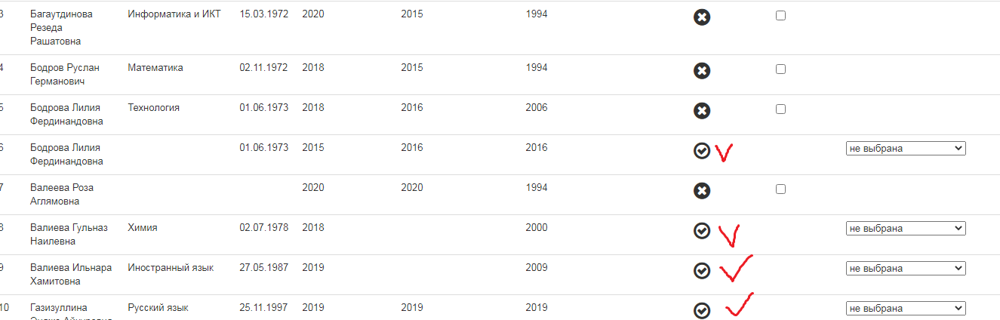 3 Багаутдинова Информатика и ИКТ 15.03.1972 2020 2015 1994
Резеда
Рашатовна
4 Бодров Руслан Математика 02.11.1972 2018 2015 1994
Германович
5 Бодрова Лилия Технология 01.06.1973 2018 2016 2006
Фердинандовна
6 Бодрова Лилия 01.06.1973 2015 2016 2016 не выбрана
Фердинандовна
7 Валеева Роза 2020 2020 1994
Аглямовна
8 Валиева Гульназ Химия 02.07.1978 2018 2000 не выбрана
Наилевна
9 Валиева Ильнара Иностранный язык 27.05.1987 2019 2009 не выбрана
Хамитовна
10 Газизуллина Русский язык 25.11.1997 2019 2019 2019 не выбрана